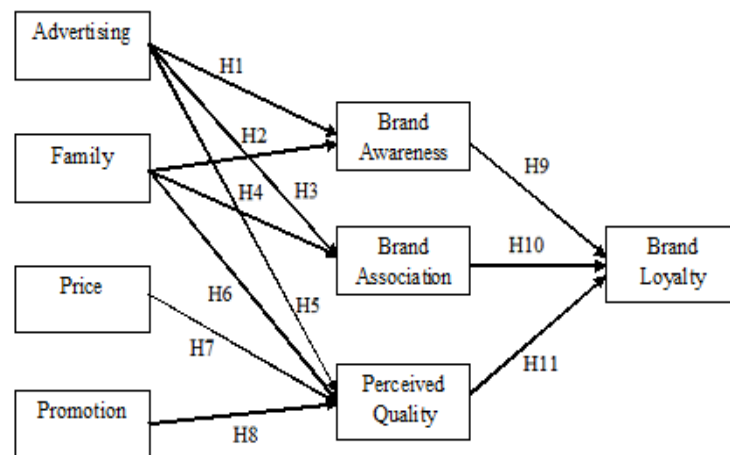 Advertising
H1
Brand
Awareness
H2
Family
H9
H4
H3
Brand
Association
H10
Brand
Loyalty
Price
H6
H5
H7
H11
Perceived
Quality
Promotion
H8